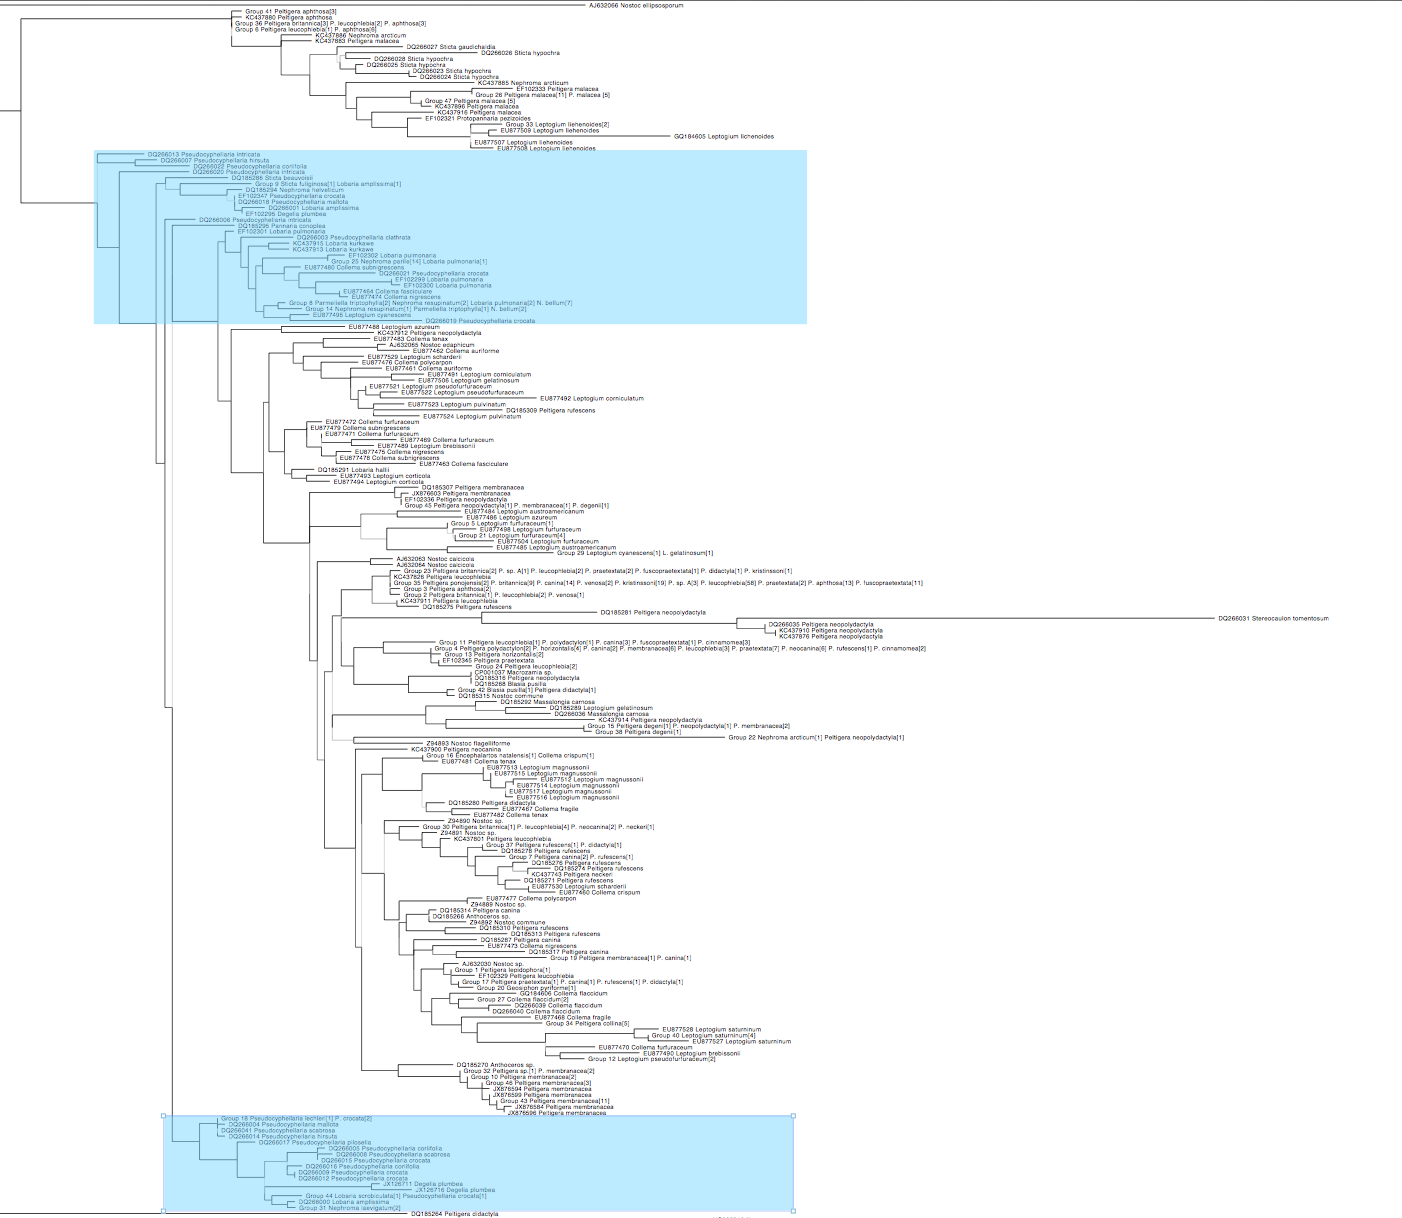 AJ632066 Nostoc ellipsosporum
Group 41 Peltigera aphthosa[3]
KC437880 Peltigera aphthosa
Group 36 Peltigera britannica[3] P. leucophlebia[2] P. aphthosa[3]
Group 6 Peltigera leucophlebia[1] P. aphthosa[6]
KC437886 Nephroma arcticum
KC437883 Peltigera malacea
DQ266027 Sticta gaudichaldia
DQ266026 Sticta hypochra
DQ266028 Sticta hypochra
DQ266025 Sticta hypochra
DQ266023 Sticta hypochra
DQ266024 Sticta hypochra
KC437885 Nephroma arcticum
EF102333 Peltigera malacea
Group 26 Peltigera malacea[11] P. malacea [5]
Group 47 Peltigera malacea [5]
KC437896 Peltigera malacea
KC437916 Peltigera malacea
EF102321 Protopannaria pezizoides
Group 33 Leptogium lichenoides[2]
EU877509 Leptogium lichenoides
GQ184605 Leptogium lichenoides
EU877507 Leptogium lichenoides
EU877508 Leptogium lichenoides
DQ266013 Pseudocyphellaria intricata
DQ266007 Pseudocyphellaria hirsuta
DQ266022 Pseudocyphellaria coriifolia
DQ266020 Pseudocyphellaria intricata
DQ185286 Sticta beauvoisii
Group 9 Sticta fuliginosa[1] Lobaria amplissima[1]
DQ185294 Nephroma helveticum
EF102347 Pseudocyphellaria crocata
DQ266018 Pseudocyphellaria mallota
DQ266001 Lobaria amplissima
EF102295 Degelia plumbea
DQ266006 Pseudocyphellaria intricata
DQ185295 Pannaria conoplea
EF102301 Lobaria pulmonaria
DQ266003 Pseudocyphellaria clathrata
KC437915 Lobaria kurkawe
KC437913 Lobaria kurkawe
EF102302 Lobaria pulmonaria
Group 25 Nephroma parile[14] Lobaria pulmonaria[1]
EU877480 Collema subnigrescens
DQ266021 Pseudocyphellaria crocata
EF102299 Lobaria pulmonaria
EF102300 Lobaria pulmonaria
EU877464 Collema fasciculare
EU877474 Collema nigrescens
Group 8 Parmeliella triptophylla[2] Nephroma resupinatum[2] Lobaria pulmonaria[2] N. bellum[7]
Group 14 Nephroma resupinatum[1] Parmeliella triptophylla[1] N. bellum[2]
EU877495 Leptogium cyanescens
DQ266019 Pseudocyphellaria crocata
EU877488 Leptogium azureum
KC437912 Peltigera neopolydactyla
EU877483 Collema tenax
AJ632065 Nostoc edaphicum
EU877462 Collema auriforme
EU877529 Leptogium scharderii
EU877476 Collema polycarpon
EU877461 Collema auriforme
EU877491 Leptogium corniculatum
EU877506 Leptogium gelatinosum
EU877521 Leptogium pseudofurfuraceum
EU877522 Leptogium pseudofurfuraceum
EU877492 Leptogium corniculatum
EU877523 Leptogium pulvinatum
DQ185309 Peltigera rufescens
EU877524 Leptogium pulvinatum
EU877472 Collema furfuraceum
EU877479 Collema subnigrescens
EU877471 Collema furfuraceum
EU877469 Collema furfuraceum
EU877489 Leptogium brebissonii
EU877475 Collema nigrescens
EU877478 Collema subnigrescens
EU877463 Collema fasciculare
DQ185291 Lobaria hallii
EU877493 Leptogium corticola
EU877494 Leptogium corticola
DQ185307 Peltigera membranacea
JX876603 Peltigera membranacea
EF102336 Peltigera neopolydactyla
Group 45 Peltigera neopolydactyla[1] P. membranacea[1] P. degenii[1]
EU877484 Leptogium austroamericanum
EU877486 Leptogium azureum
Group 5 Leptogium furfuraceum[1]
EU877498 Leptogium furfuraceum
Group 21 Leptogium furfuraceum[4]
EU877504 Leptogium furfuraceum
EU877485 Leptogium austroamericanum
Group 29 Leptogium cyanescens[1] L. gelatinosum[1]
AJ632063 Nostoc calcicola
AJ632064 Nostoc calcicola
Group 23 Peltigera britannica[2] P. sp. A[1] P. leucophlebia[2] P. praetextata[2] P. fuscopraetextata[1] P. didactyla[1] P. kristinssoni[1]
KC437826 Peltigera leucophlebia
Group 35 Peltigera ponojensis[2] P. britannica[9] P. canina[14] P. venosa[2] P. kristinssoni[19] P. sp. A[3] P. leucophlebia[58] P. praetextata[2] P. aphthosa[13] P. fuscopraetextata[11]
Group 3 Peltigera aphthosa[2]
Group 2 Peltigera britannica[1] P. leucophlebia[2] P. venosa[1]
KC437911 Peltigera leucophlebia
DQ185275 Peltigera rufescens
DQ185281 Peltigera neopolydactyla
DQ266031 Stereocaulon tomentosum
DQ266035 Peltigera neopolydactyla
KC437910 Peltigera neopolydactyla
KC437876 Peltigera neopolydactyla
Group 11 Peltigera leucophlebia[1] P. polydactylon[1] P. canina[3] P. fuscopraetextata[1] P. cinnamomea[3]
Group 4 Peltigera polydactylon[2] P. horizontalis[4] P. canina[2] P. membranacea[6] P. leucophlebia[3] P. praetextata[7] P. neocanina[6] P. rufescens[1] P. cinnamomea[2]
Group 13 Peltigera horizontalis[2]
EF102345 Peltigera praetextata
Group 24 Peltigera leucophlebia[2]
CP001037 Macrozamia sp.
DQ185316 Peltigera neopolydactyla
DQ185268 Blasia pusilla
Group 42 Blasia pusilla[1] Peltigera didactyla[1]
DQ185315 Nostoc commune
DQ185292 Massalongia carnosa
DQ185289 Leptogium gelatinosum
DQ266036 Massalongia carnosa
KC437914 Peltigera neopolydactyla
Group 15 Peltigera degenii[1] P. neopolydactyla[1] P. membranacea[2]
Group 38 Peltigera degenii[1]
Group 22 Nephroma arcticum[1] Peltigera neopolydactyla[1]
Z94893 Nostoc flagelliforme
KC437900 Peltigera neocanina
Group 16 Encephalartos natalensis[1] Collema crispum[1]
EU877481 Collema tenax
EU877513 Leptogium magnussonii
EU877515 Leptogium magnussonii
EU877512 Leptogium magnussonii
EU877514 Leptogium magnussonii
EU877517 Leptogium magnussonii
EU877516 Leptogium magnussonii
DQ185280 Peltigera didactyla
EU877467 Collema fragile
EU877482 Collema tenax
Z94890 Nostoc sp.
Group 30 Peltigera britannica[1] P. leucophlebia[4] P. neocanina[2] P. neckeri[1]
Z94891 Nostoc sp.
KC437801 Peltigera leucophlebia
Group 37 Peltigera rufescens[1] P. didactyla[1]
DQ185278 Peltigera rufescens
Group 7 Peltigera canina[2] P. rufescens[1]
DQ185276 Peltigera rufescens
DQ185274 Peltigera rufescens
KC437743 Peltigera neckeri
DQ185271 Peltigera rufescens
EU877530 Leptogium scharderii
EU877460 Collema crispum
EU877477 Collema polycarpon
Z94889 Nostoc sp.
DQ185314 Peltigera canina
DQ185266 Anthoceros sp.
Z94892 Nostoc commune
DQ185310 Peltigera rufescens
DQ185313 Peltigera rufescens
DQ185287 Peltigera canina
EU877473 Collema nigrescens
DQ185317 Peltigera canina
Group 19 Peltigera membranacea[1] P. canina[1]
AJ632030 Nostoc sp.
Group 1 Peltigera lepidophora[1]
EF102329 Peltigera leucophlebia
Group 17 Peltigera praetextata[1] P. canina[1] P. rufescens[1] P. didactyla[1]
Group 20 Geosiphon pyriforme[1]
GQ184606 Collema flaccidum
Group 27 Collema flaccidum[2]
DQ266039 Collema flaccidum
DQ266040 Collema flaccidum
EU877468 Collema fragile
Group 34 Peltigera collina[5]
EU877528 Leptogium saturninum
Group 40 Leptogium saturninum[4]
EU877527 Leptogium saturninum
EU877470 Collema furfuraceum
EU877490 Leptogium brebissonii
Group 12 Leptogium pseudofurfuraceum[2]
DQ185270 Anthoceros sp.
Group 32 Peltigera sp.[1] P. membranacea[2]
Group 10 Peltigera membranacea[2]
Group 46 Peltigera membranacea[3]
JX876594 Peltigera membranacea
JX876599 Peltigera membranacea
Group 43 Peltigera membranacea[11]
JX876584 Peltigera membranacea
JX876596 Peltigera membranacea
Group 18 Pseudocyphellaria lechleri[1] P. crocata[2]
DQ266004 Pseudocyphellaria mallota
DQ266041 Pseudocyphellaria scabrosa
DQ266014 Pseudocyphellaria hirsuta
DQ266017 Pseudocyphellaria pilosella
DQ266005 Pseudocyphellaria coriifolia
DQ266008 Pseudocyphellaria scabrosa
DQ266015 Pseudocyphellaria crocata
DQ266016 Pseudocyphellaria coriifolia
DQ266009 Pseudocyphellaria crocata
DQ266012 Pseudocyphellaria crocata
JX126711 Degelia plumbea
JX126716 Degelia plumbea
Group 44 Lobaria scrobiculata[1] Pseudocyphellaria crocata[1]
DQ266000 Lobaria amplissima
Group 31 Nephroma laevigatum[2]
DQ185264 Peltigera didactyla